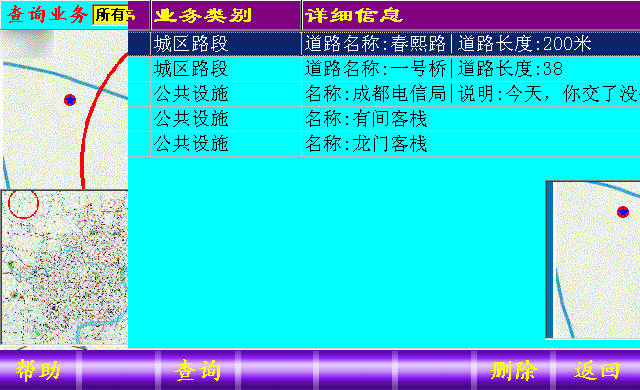 查询业务 所有 业务类别 详细信息
城区路段 道路名称:春熙路|道路长度:200米
城区路段 道路名称:一号桥|道路长度:38
公共设施 名称:成都电信局|说明:今天，你交了没
公共设施 名称:有间客栈
公共设施 名称:龙门客栈
帮助 查询 删除 返回